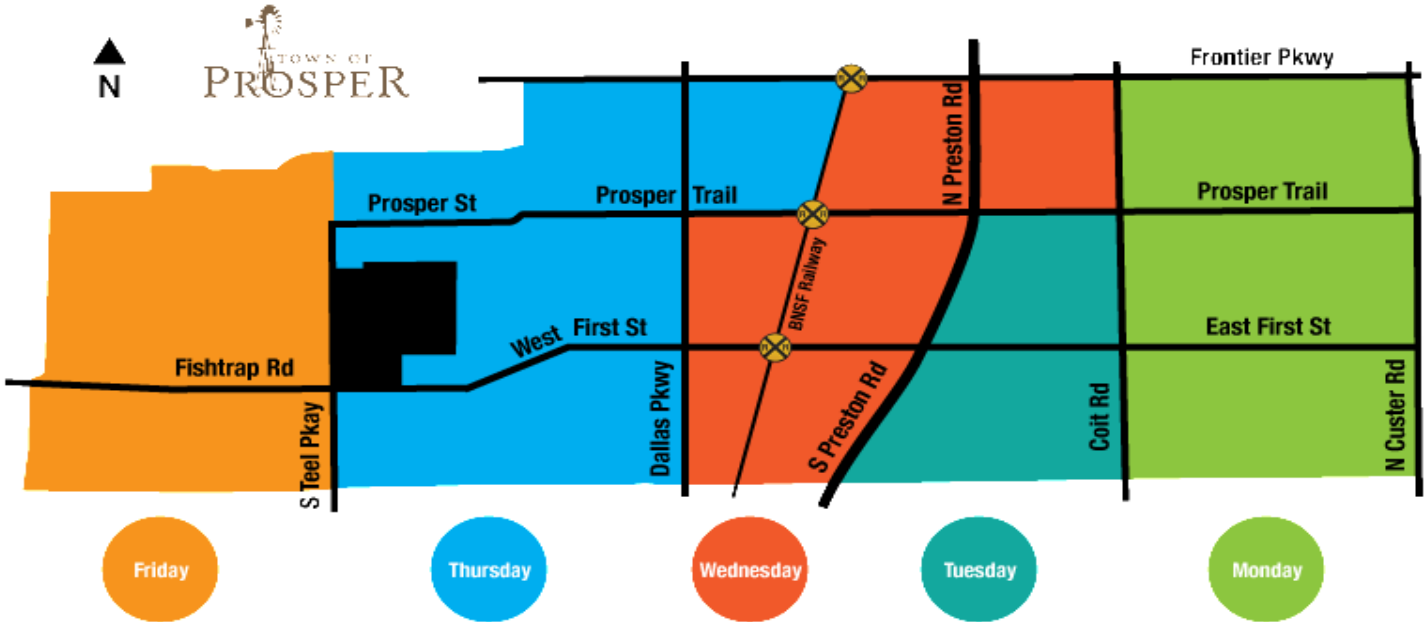 TOWN OF
PROSPER
N
Frontier Pkwy
N Preston Rd
Prosper St
Prosper Trail
Prosper Trail
BNSF Railway
West First St
East First St
Fishtrap Rd
S Teel Pkay
Dallas Pkwy
S Preston Rd
Coit Rd
N Custer Rd
Friday
Thursday
Wednesday
Tuesday
Monday